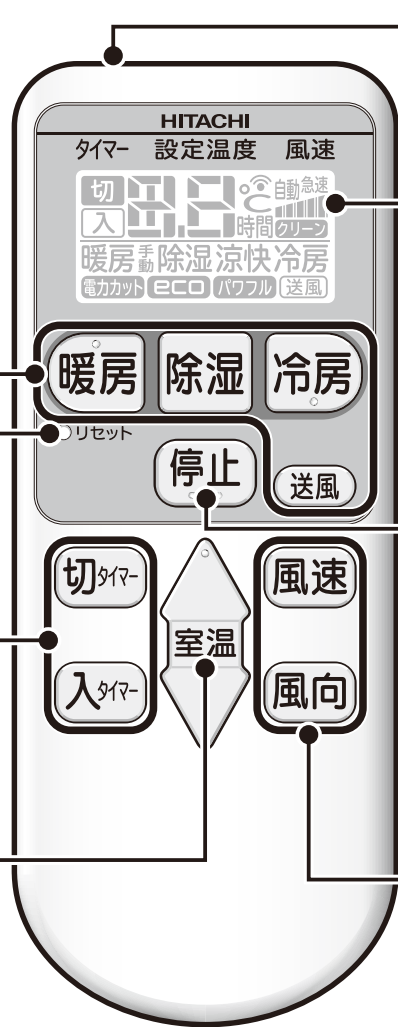 HITACHI
タイマー 設定温度 風速
切 8.8 ℃ 自動 急速
入 時間 クリーン
暖房 手動 除湿 涼快 冷房
電力カット eco パワフル 送風
暖房 除湿 冷房
リセット
停止 送風
切タイマー 風速
室温
入タイマー 風向